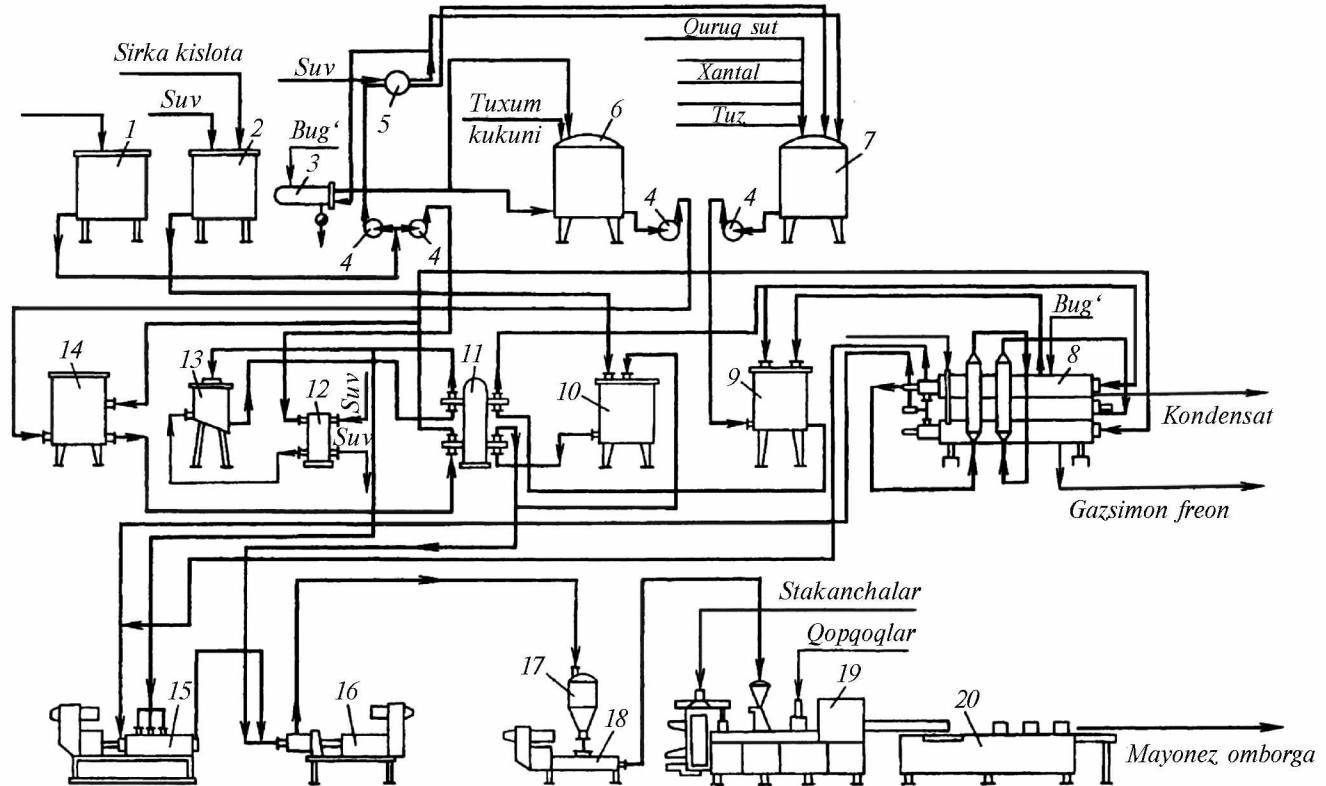 Sirka kislota
Suv
1
2
Suv
5
Bug‘
3
4
4
Tuxum
kukuni
6
4
4
Quruq sut
Xantal
Tuz
7
14
13
12
Suv
Suv
11
10
9
Bug‘
8
Kondensat
Gazsimon freon
15
16
17
18
Stakanchalar
Qopqoqlar
19
20
Mayonez omborga